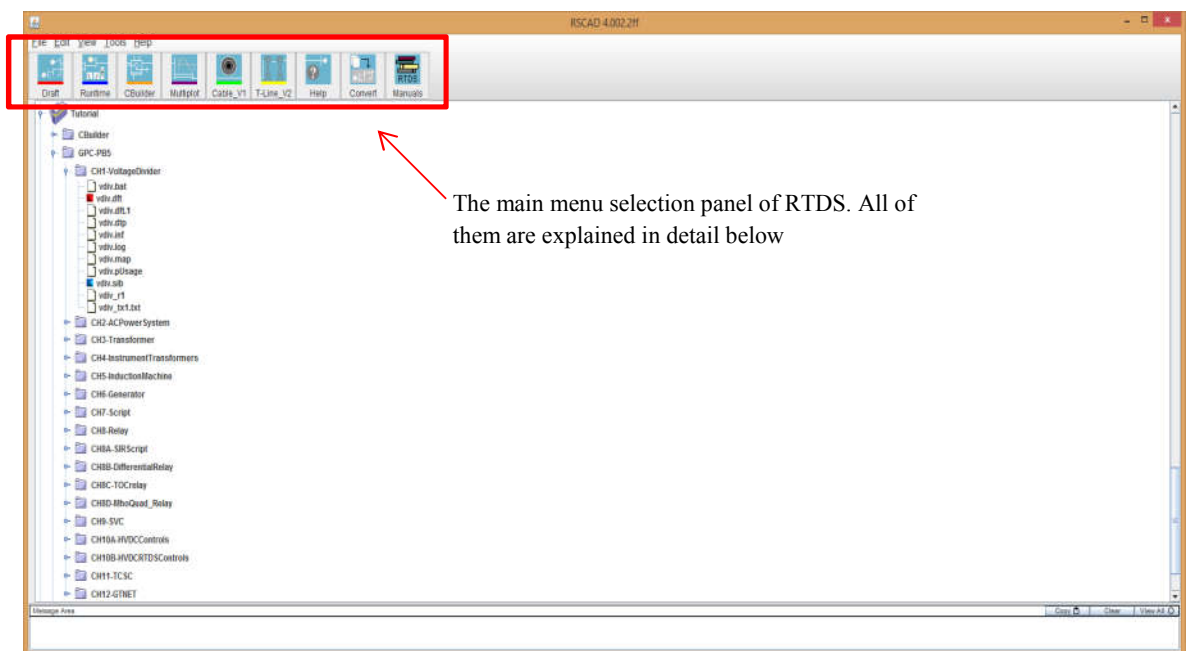 RSCAD 4.002.2ff
File Edit View Tools Help
RTDS
Draft Runtime CBuilder Multiplot Cable_V1 T-Line_V2 Help Convert Manuals
Tutorial
CBuilder
GPC-PB5
CH1-VoltageDivider
vdiv.bat
vdiv.dft
vdiv.dft.1
vdiv.dtp
vdiv.inf
vdiv.log
vdiv.map
vdiv.pUsage
vdiv.sib
vdiv_r1
vdiv_tx1.txt
CH2-ACPowerSystem
CH3-Transformer
CH4-InstrumentTransformers
CH5-InductionMachine
CH6-Generator
CH7-Script
CH8-Relay
CH8A-SIRScript
CH8B-DifferentialRelay
CH8C-TOCrelay
CH8D-MhoQuad_Relay
CH9-SVC
CH10A-HVDCControls
CH10B-HVDCRTDSControls
CH11-TCSC
CH12-GTNET
The main menu selection panel of RTDS. All of
them are explained in detail below
Message Area Copy Clear View All